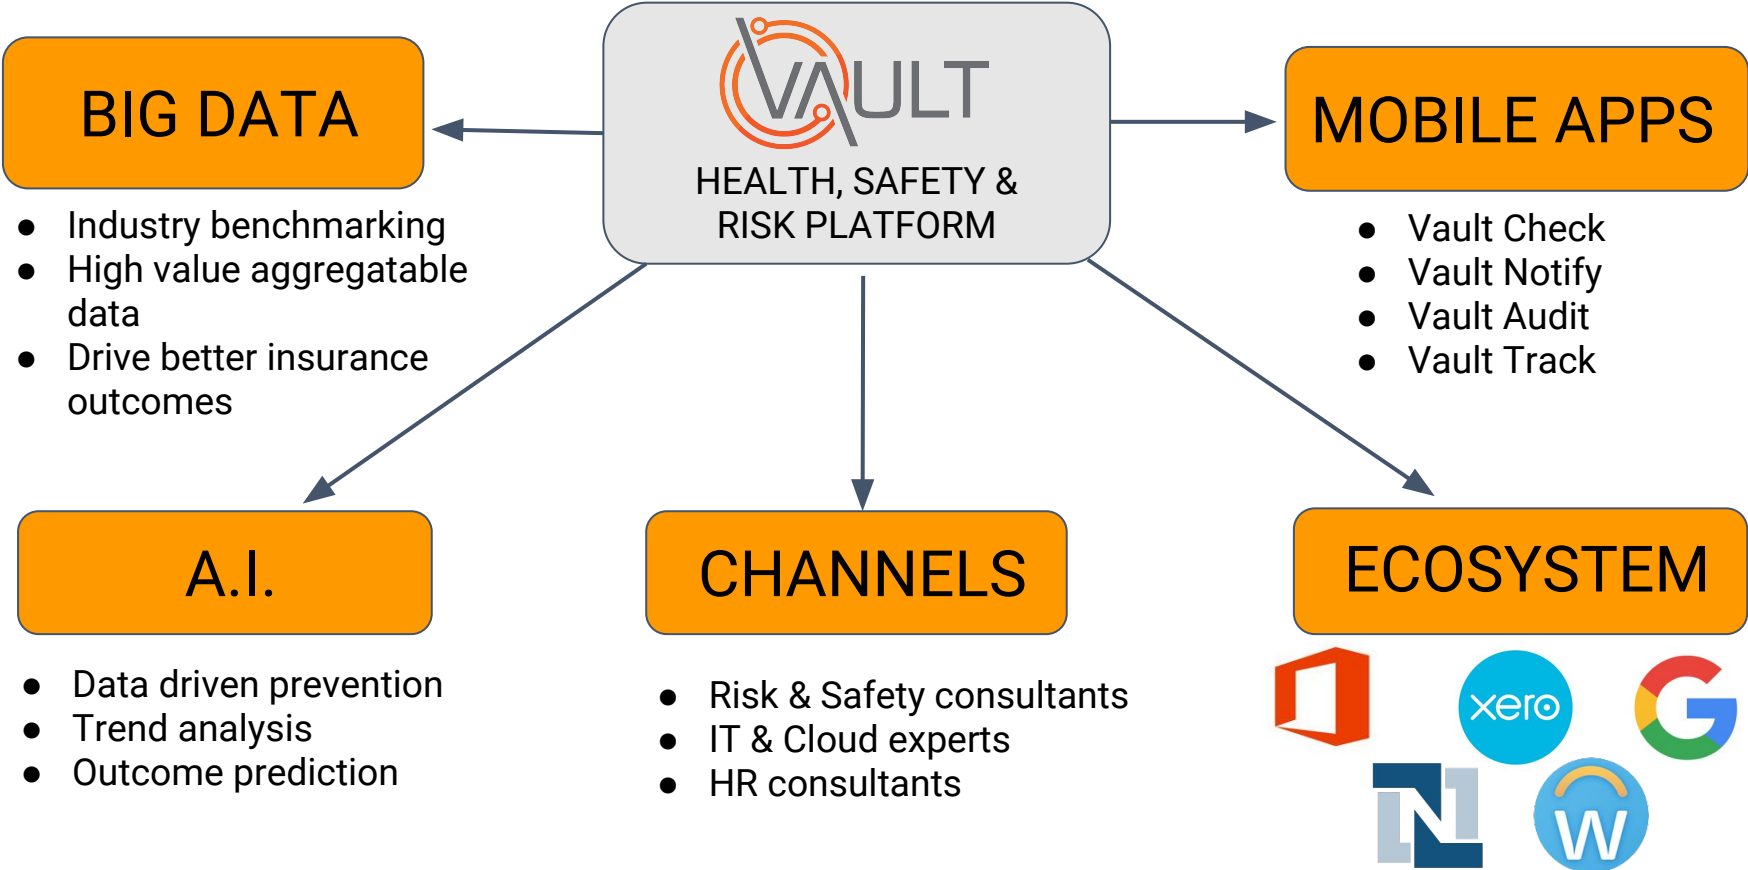 VAULT
HEALTH, SAFETY &
RISK PLATFORM
BIG DATA
● Industry benchmarking
● High value aggregatable
data
● Drive better insurance
outcomes
MOBILE APPS
● Vault Check
● Vault Notify
● Vault Audit
● Vault Track
A.I.
● Data driven prevention
● Trend analysis
● Outcome prediction
CHANNELS
● Risk & Safety consultants
● IT & Cloud experts
● HR consultants
ECOSYSTEM
xero
G
N
W